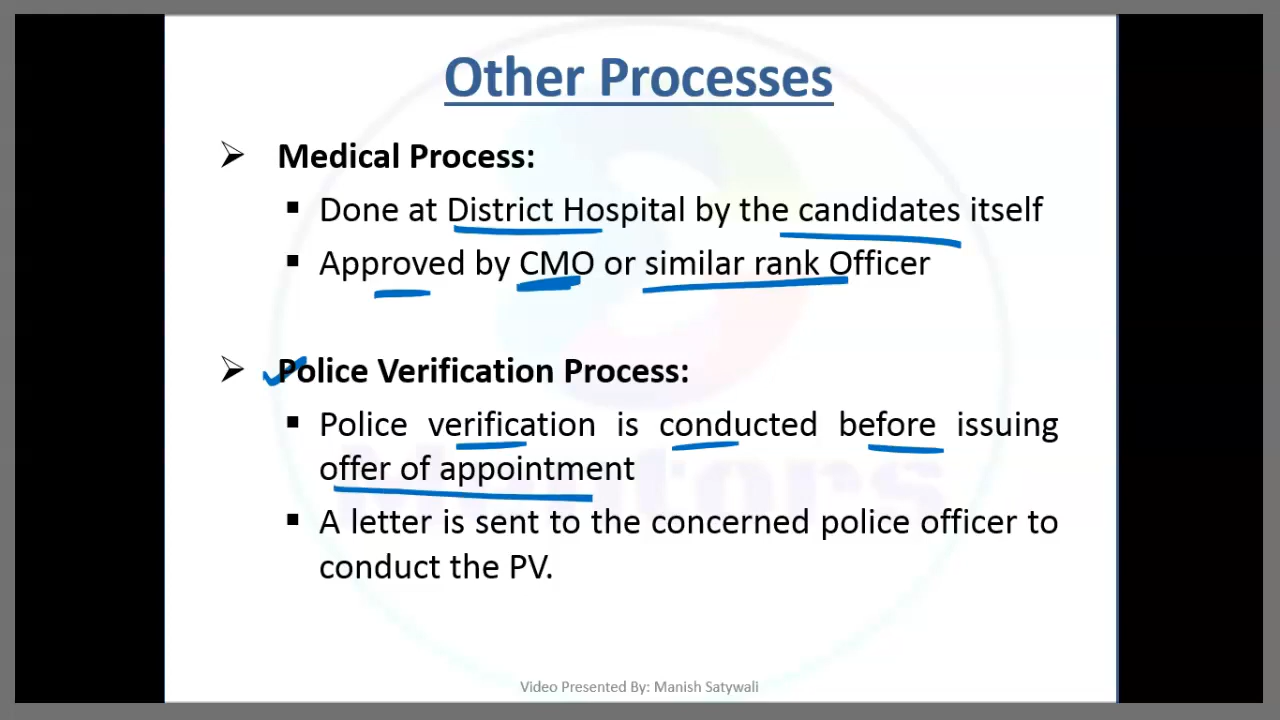 Other Processes
Medical Process:
Done at District Hospital by the candidates itself
Approved by CMO or similar rank Officer
Police Verification Process:
Police verification is conducted before issuing
offer of appointment
A letter is sent to the concerned police officer to
conduct the PV.
Video Presented By: Manish Satywali